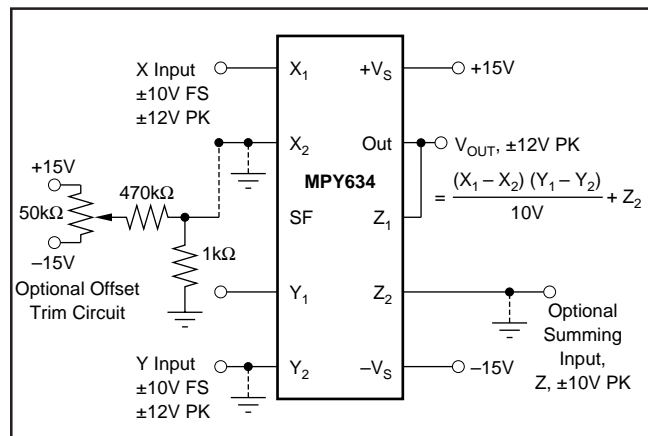 X Input
±10V FS
±12V PK
+15V
50kΩ
–15V
470kΩ
1kΩ
Optional Offset
Trim Circuit
Y Input
±10V FS
±12V PK
X1
X2
SF
Y1
Y2
MPY634
+VS
Out
Z1
Z2
–VS
+15V
VOUT, ±12V PK
= (X1 – X2) (Y1 – Y2) / 10V + Z2
Optional
Summing
Input,
Z, ±10V PK
–15V